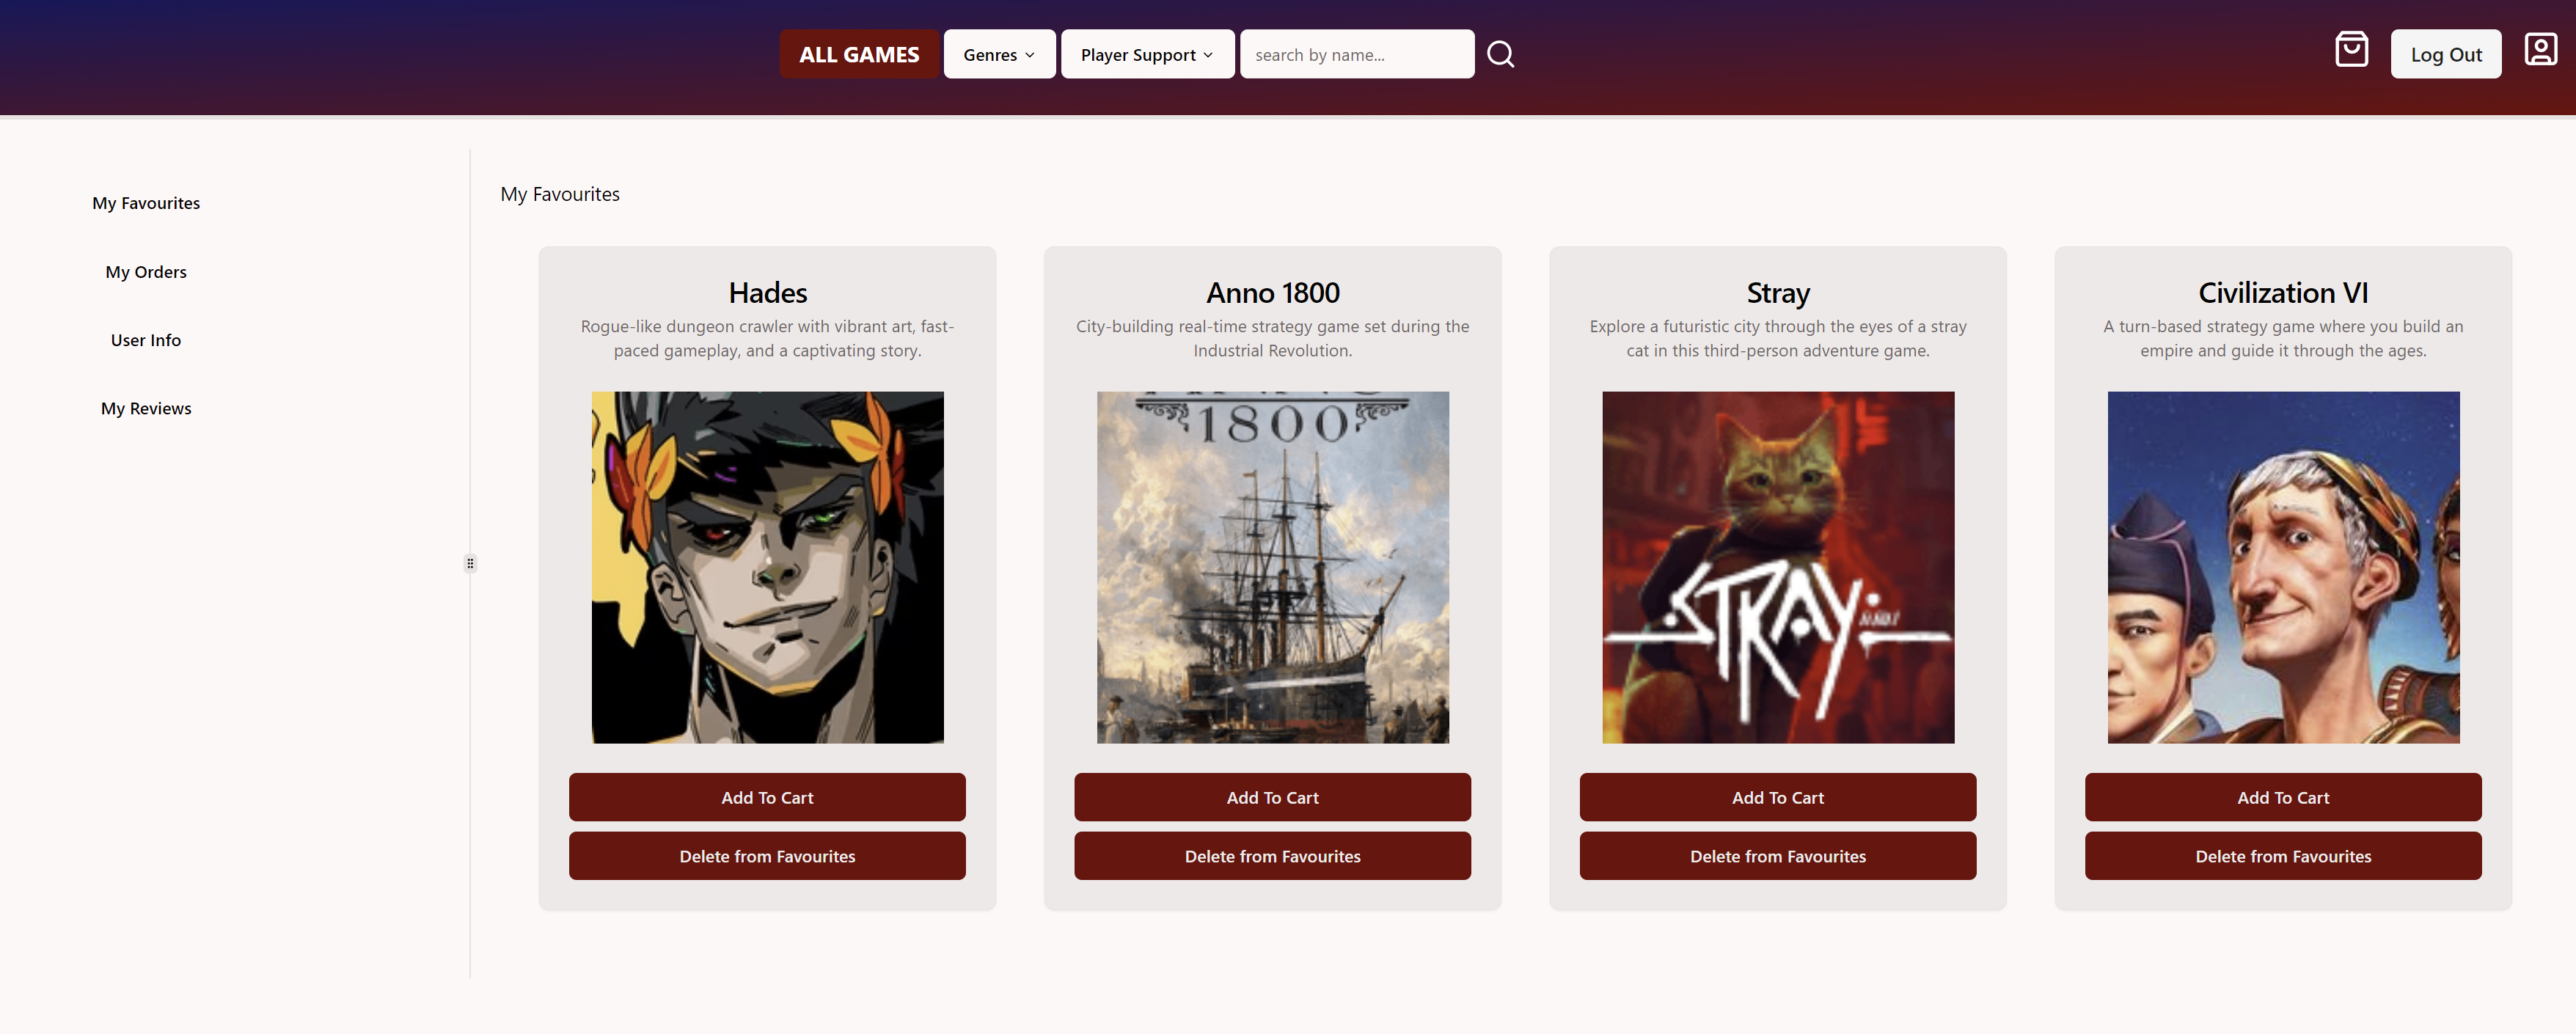 ALL GAMES
Genres
Player Support
search by name...
Log Out
My Favourites
My Orders
User Info
My Reviews
My Favourites
Hades
Rogue-like dungeon crawler with vibrant art, fast-
paced gameplay, and a captivating story.
Add To Cart
Delete from Favourites
Anno 1800
City-building real-time strategy game set during the
Industrial Revolution.
1800
Add To Cart
Delete from Favourites
Stray
Explore a futuristic city through the eyes of a stray
cat in this third-person adventure game.
STRAY
Add To Cart
Delete from Favourites
Civilization VI
A turn-based strategy game where you build an
empire and guide it through the ages.
Add To Cart
Delete from Favourites